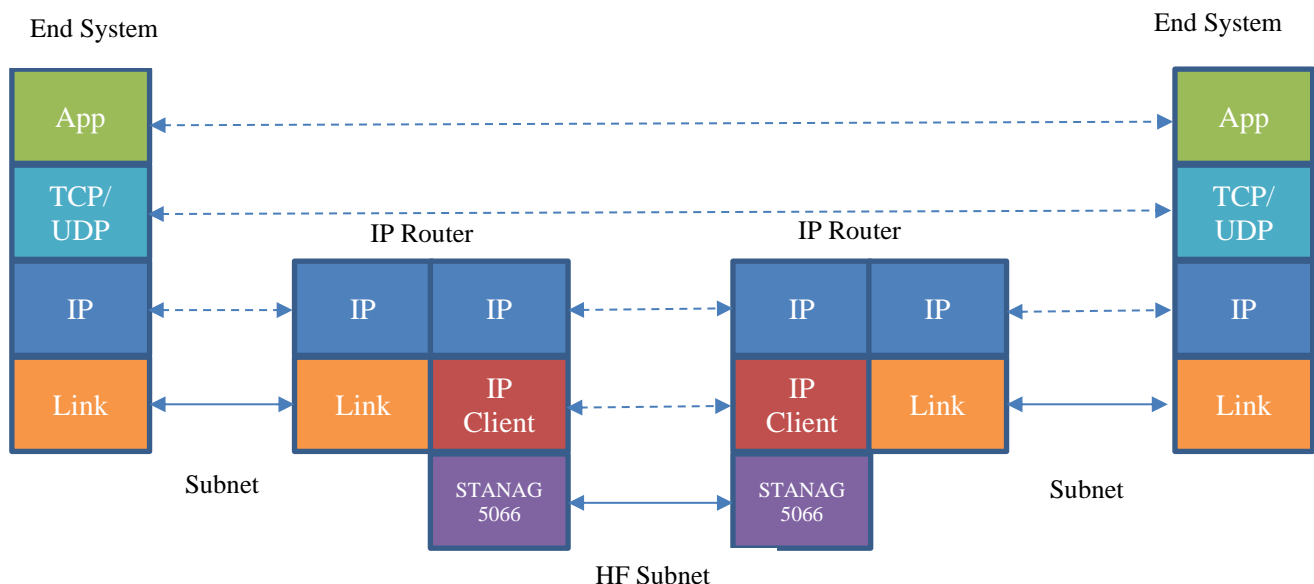 End System
End System
App
App
TCP/
UDP
TCP/
UDP
IP Router
IP Router
IP
IP
IP
IP
IP
IP
Link
Link
IP
Client
IP
Client
Link
Link
Subnet
STANAG
5066
STANAG
5066
Subnet
HF Subnet